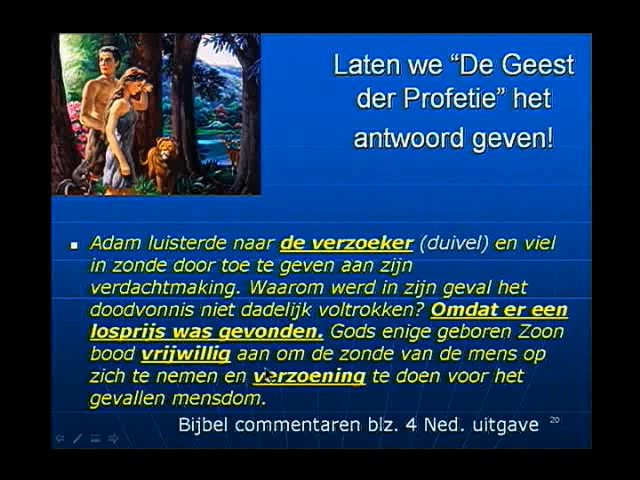 Laten we “De Geest
der Profetie” het
antwoord geven!
▪ Adam luisterde naar de verzoeker (duivel) en viel
in zonde door toe te geven aan zijn
verdachtmaking. Waarom werd in zijn geval het
doodvonnis niet dadelijk voltrokken? Omdat er een
losprijs was gevonden. Gods enige geboren Zoon
bood vrijwillig aan om de zonde van de mens op
zich te nemen en verzoening te doen voor het
gevallen mensdom.
Bijbel commentaren blz. 4 Ned. uitgave 20